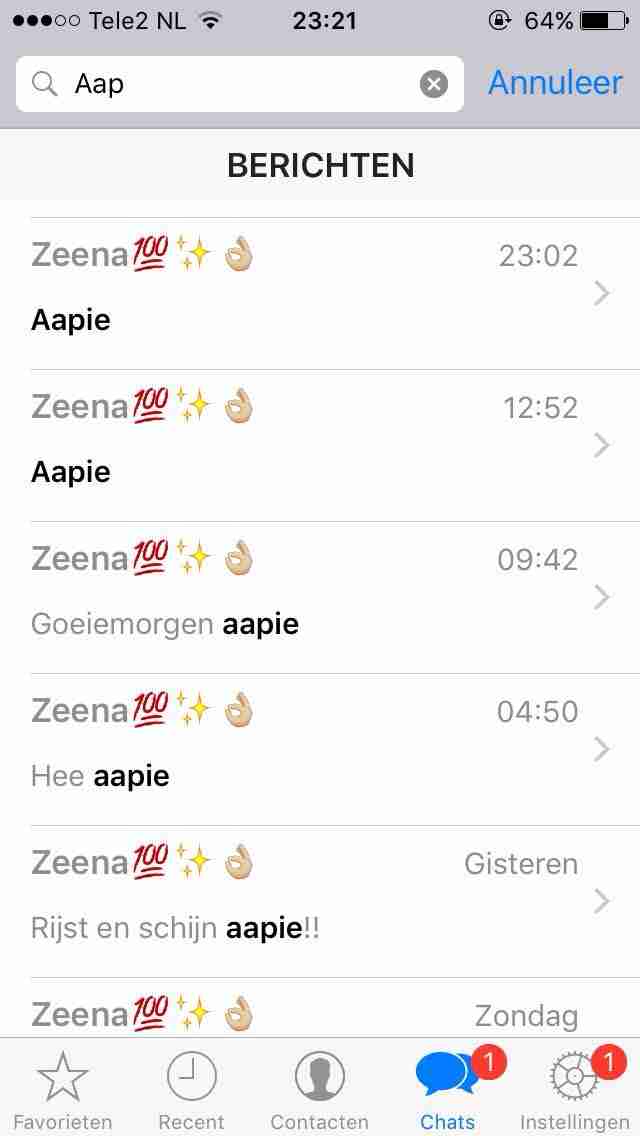 Tele2 NL 23:21 64%
Aap Annuleer
BERICHTEN
Zeena💯✨👌🏼 23:02
Aapie
Zeena💯✨👌🏼 12:52
Aapie
Zeena💯✨👌🏼 09:42
Goeiemorgen aapie
Zeena💯✨👌🏼 04:50
Hee aapie
Zeena💯✨👌🏼 Gisteren
Rijst en schijn aapie!!
Zeena💯✨👌🏼 Zondag
1 1
Favorieten Recent Contacten Chats Instellingen